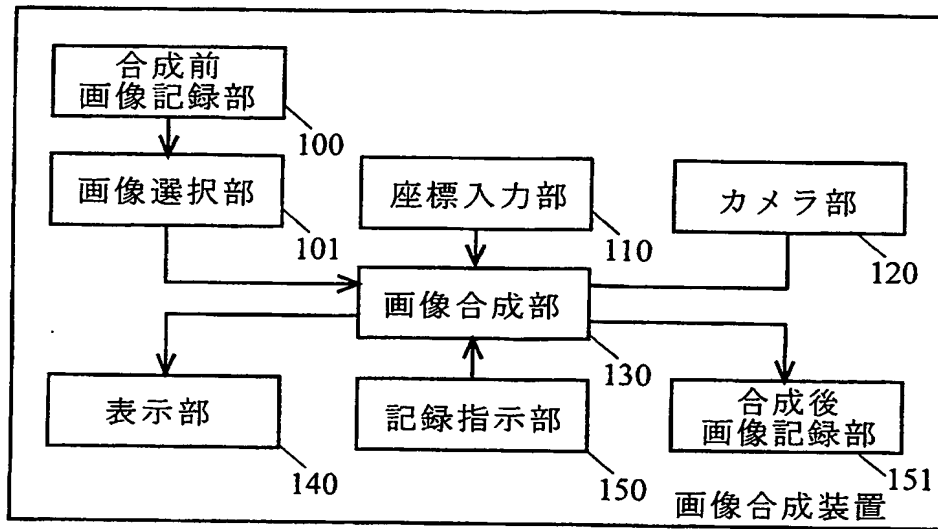 合成前
画像記録部
100
画像選択部
101
座標入力部
110
カメラ部
120
画像合成部
130
表示部
140
記録指示部
150
合成後
画像記録部
151
画像合成装置